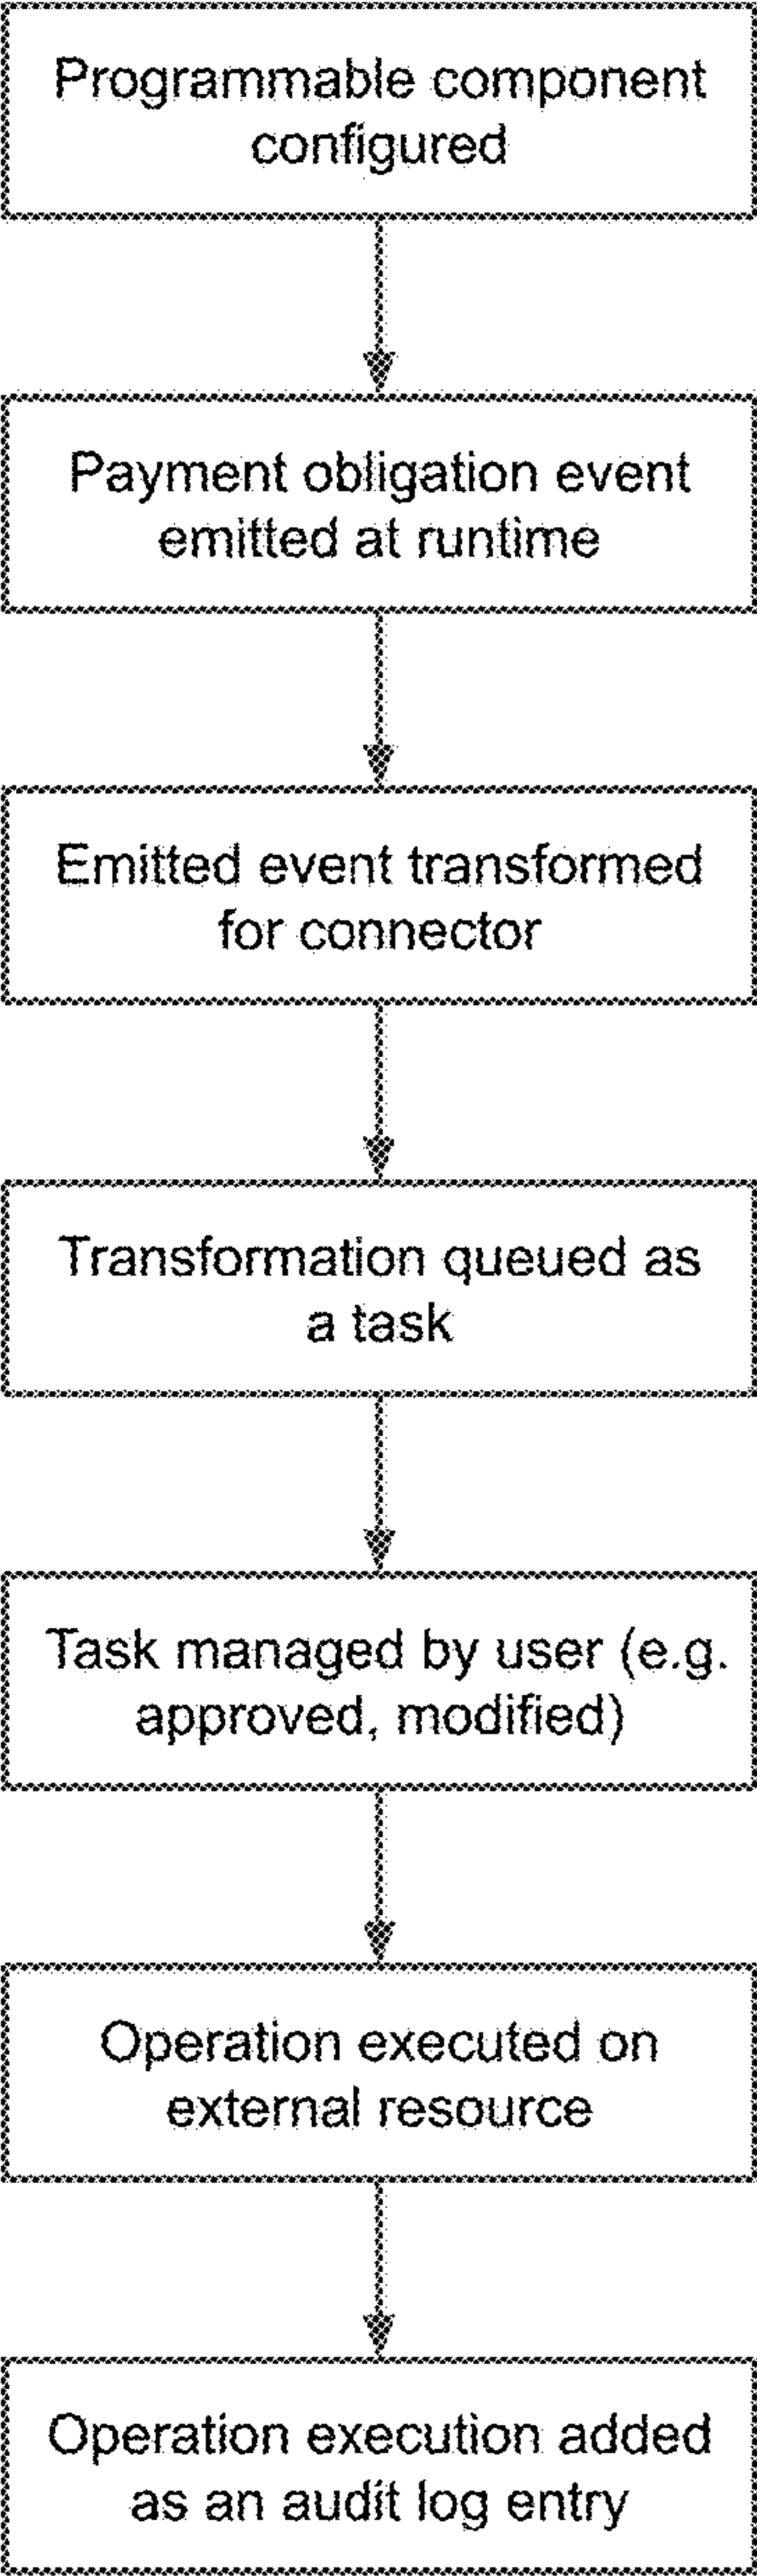 Programmable component
configured
Payment obligation event
emitted at runtime
Emitted event transformed
for connector
Transformation queued as
a task
Task managed by user (e.g.
approved, modified)
Operation executed on
external resource
Operation execution added
as an audit log entry